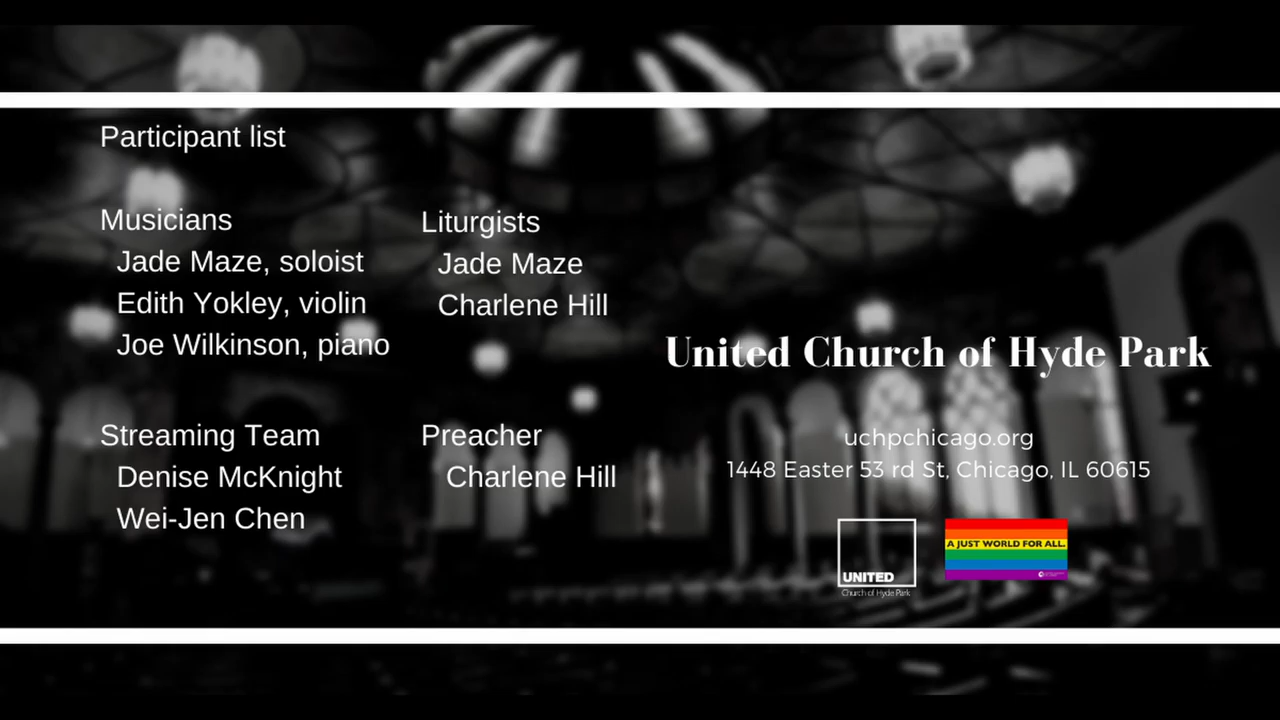 Participant list
Musicians
Jade Maze, soloist
Edith Yokley, violin
Joe Wilkinson, piano
Liturgists
Jade Maze
Charlene Hill
Streaming Team
Denise McKnight
Wei-Jen Chen
Preacher
Charlene Hill
United Church of Hyde Park
uchpchicago.org
1448 Easter 53 rd St, Chicago, IL 60615
UNITED
Church of Hyde Park
A JUST WORLD FOR ALL.